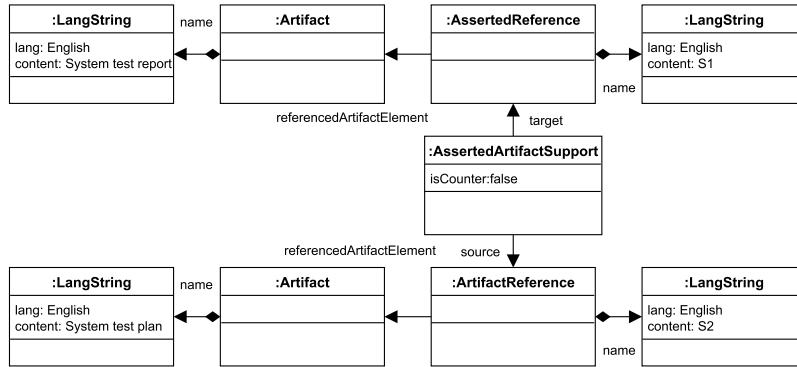 :LangString
name
:Artifact
:AssertedReference
:LangString
lang: English
content: System test report
lang: English
content: S1
name
referencedArtifactElement
target
:AssertedArtifactSupport
isCounter:false
referencedArtifactElement
source
:LangString
name
:Artifact
:ArtifactReference
:LangString
lang: English
content: System test plan
lang: English
content: S2
name